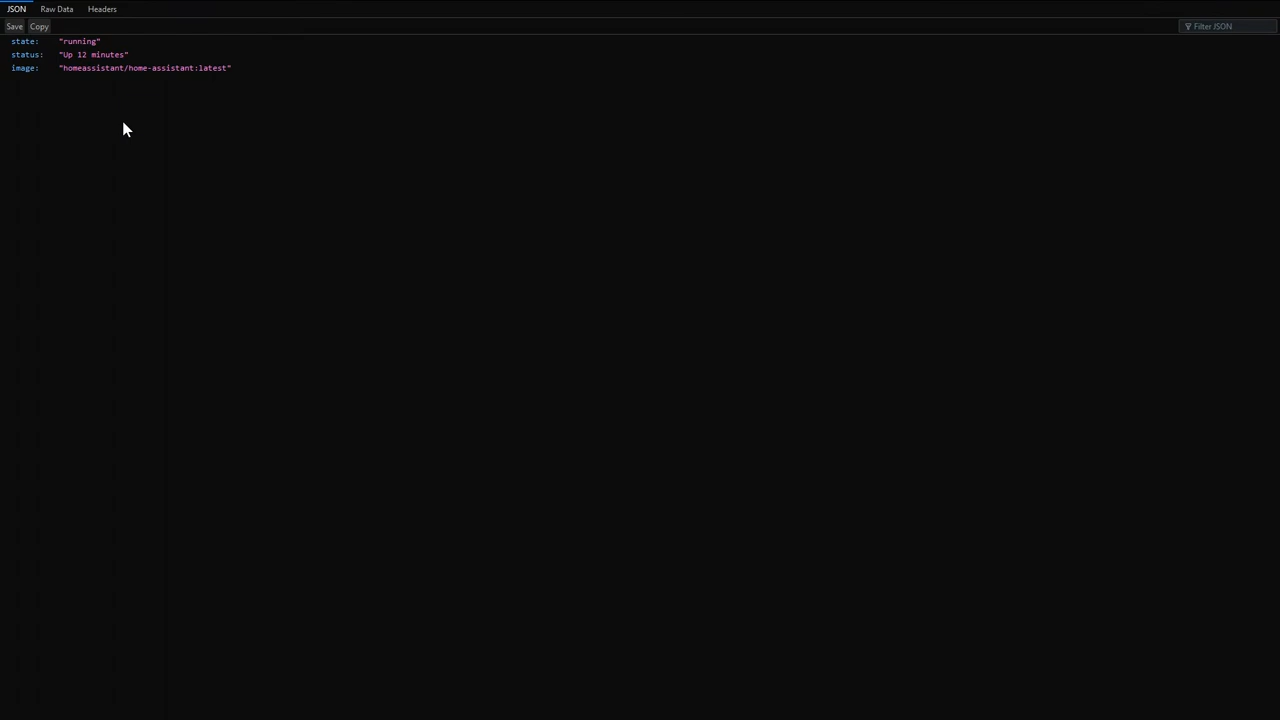 JSON Raw Data Headers
Save Copy Filter JSON
state: "running"
status: "Up 12 minutes"
image: "homeassistant/home-assistant:latest"